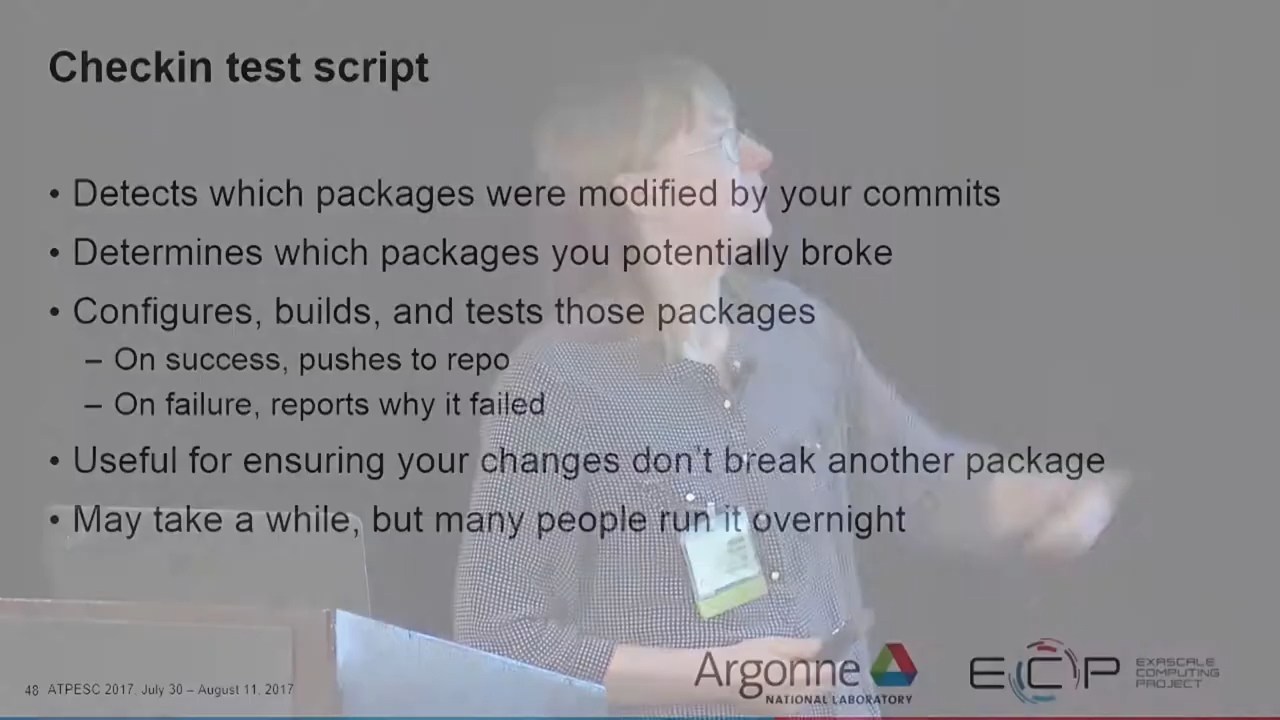 Checkin test script
• Detects which packages were modified by your commits
• Determines which packages you potentially broke
• Configures, builds, and tests those packages
– On success, pushes to repo
– On failure, reports why it failed
• Useful for ensuring your changes don't break another package
• May take a while, but many people run it overnight
48 ATPESC 2017, July 30 – August 11, 2017
Argonne
NATIONAL LABORATORY
ECP
EXASCALE
COMPUTING
PROJECT